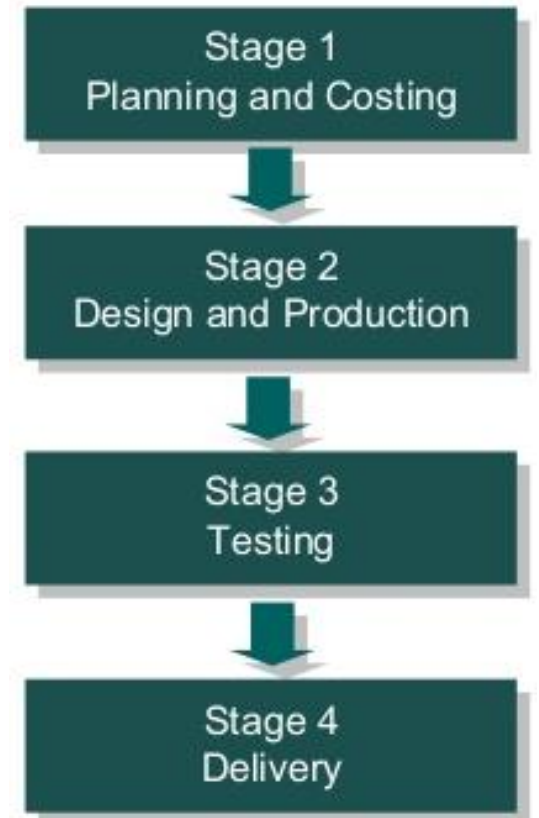 Stage 1
Planning and Costing
Stage 2
Design and Production
Stage 3
Testing
Stage 4
Delivery